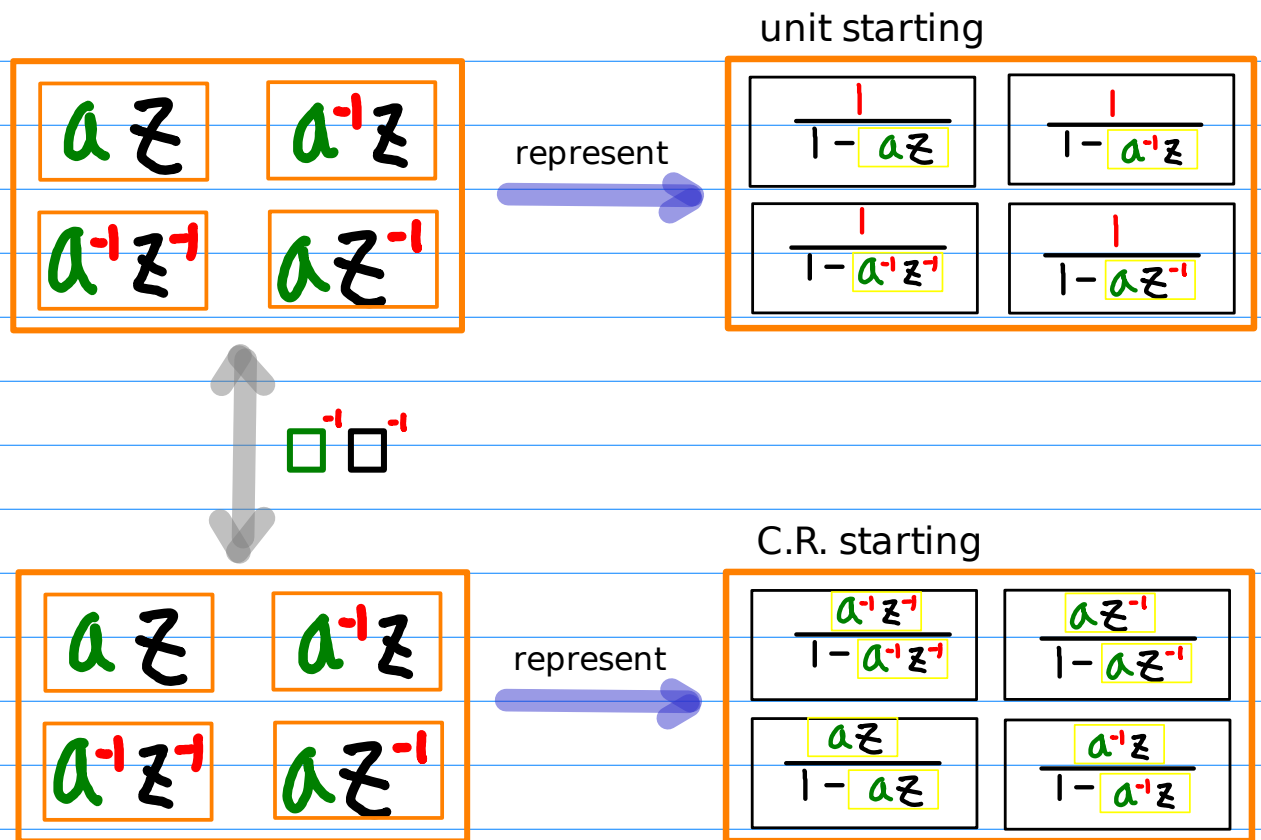 unit starting
a z a⁻¹ z
represent
1 / (1 - a z) 1 / (1 - a⁻¹ z)
a⁻¹ z⁻¹ a z⁻¹
1 / (1 - a⁻¹ z⁻¹) 1 / (1 - a z⁻¹)
□⁻¹ □⁻¹
C.R. starting
a z a⁻¹ z
represent
a⁻¹ z⁻¹ / (1 - a⁻¹ z⁻¹) a z⁻¹ / (1 - a z⁻¹)
a⁻¹ z⁻¹ a z⁻¹
a z / (1 - a z) a⁻¹ z / (1 - a⁻¹ z)